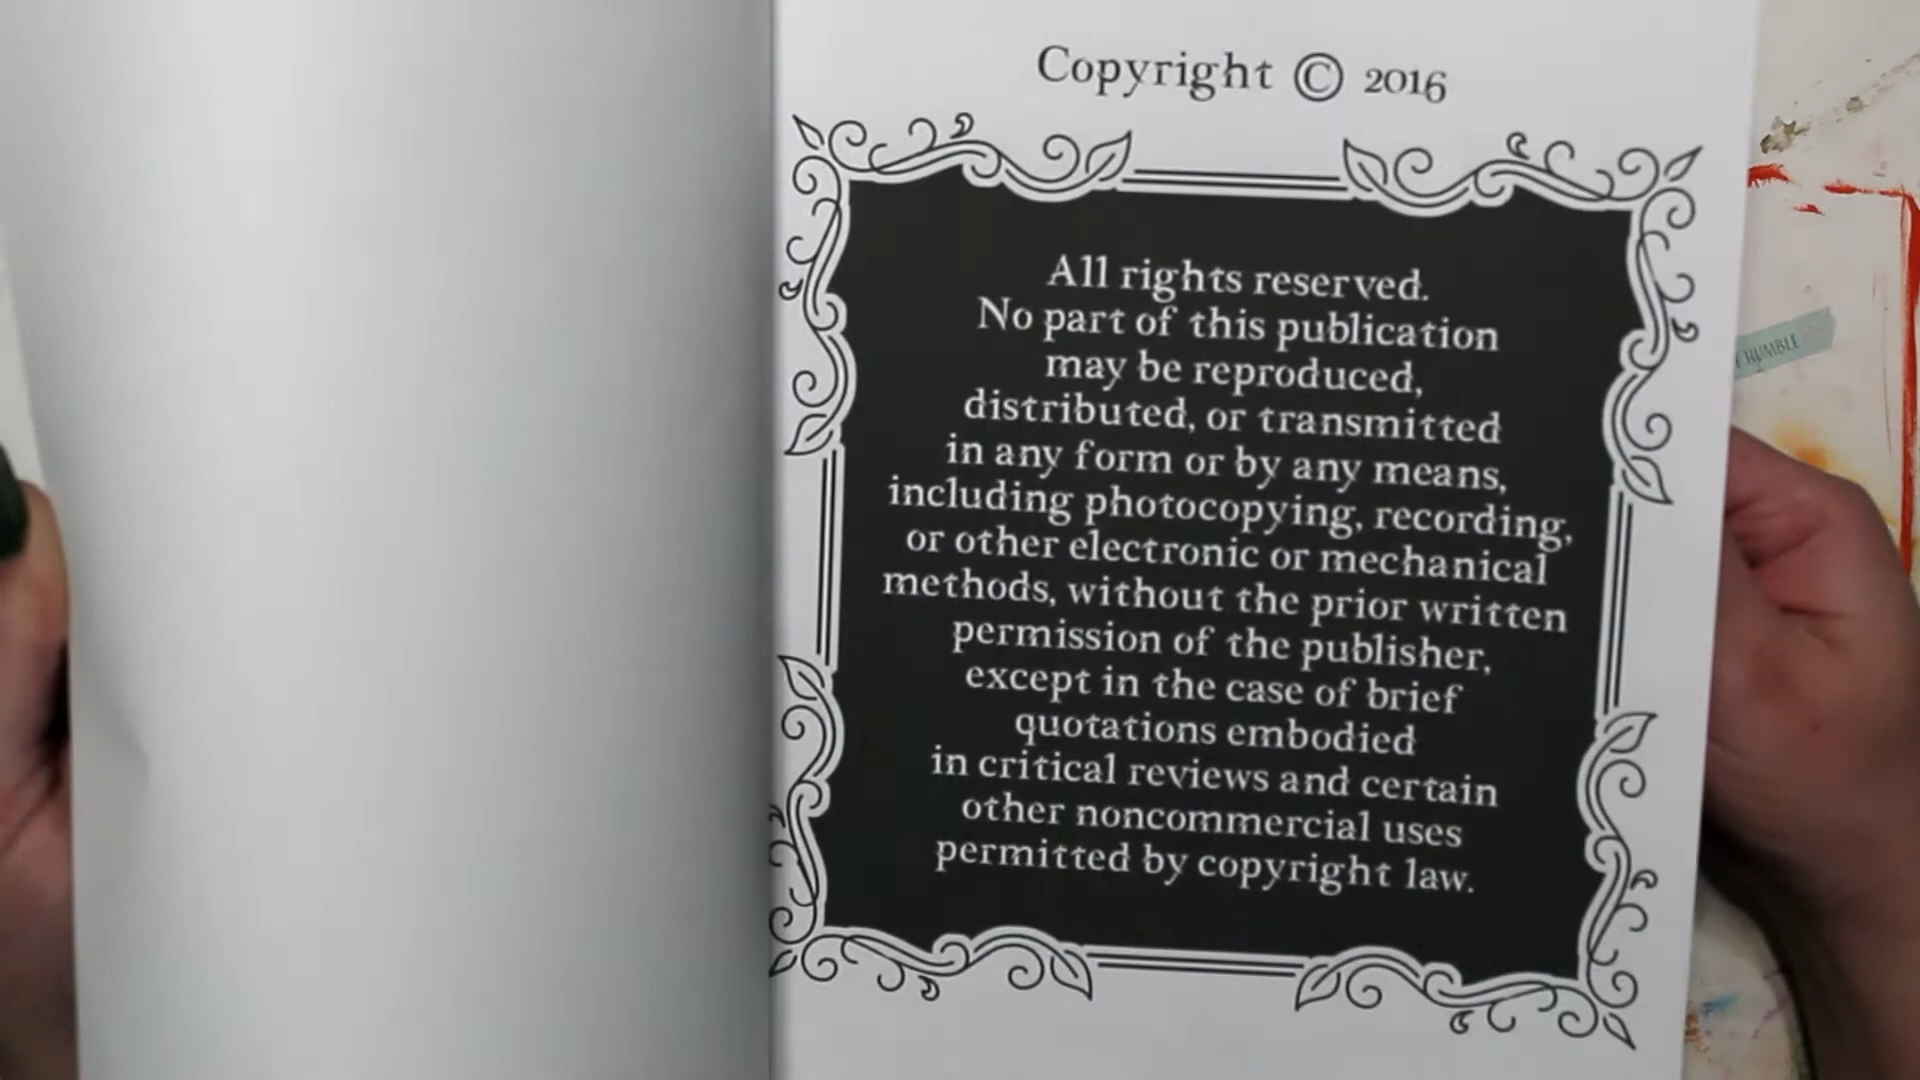 Copyright © 2016
All rights reserved.
No part of this publication
may be reproduced,
distributed, or transmitted
in any form or by any means,
including photocopying, recording,
or other electronic or mechanical
methods, without the prior written
permission of the publisher,
except in the case of brief
quotations embodied
in critical reviews and certain
other noncommercial uses
permitted by copyright law.
HUMBLE